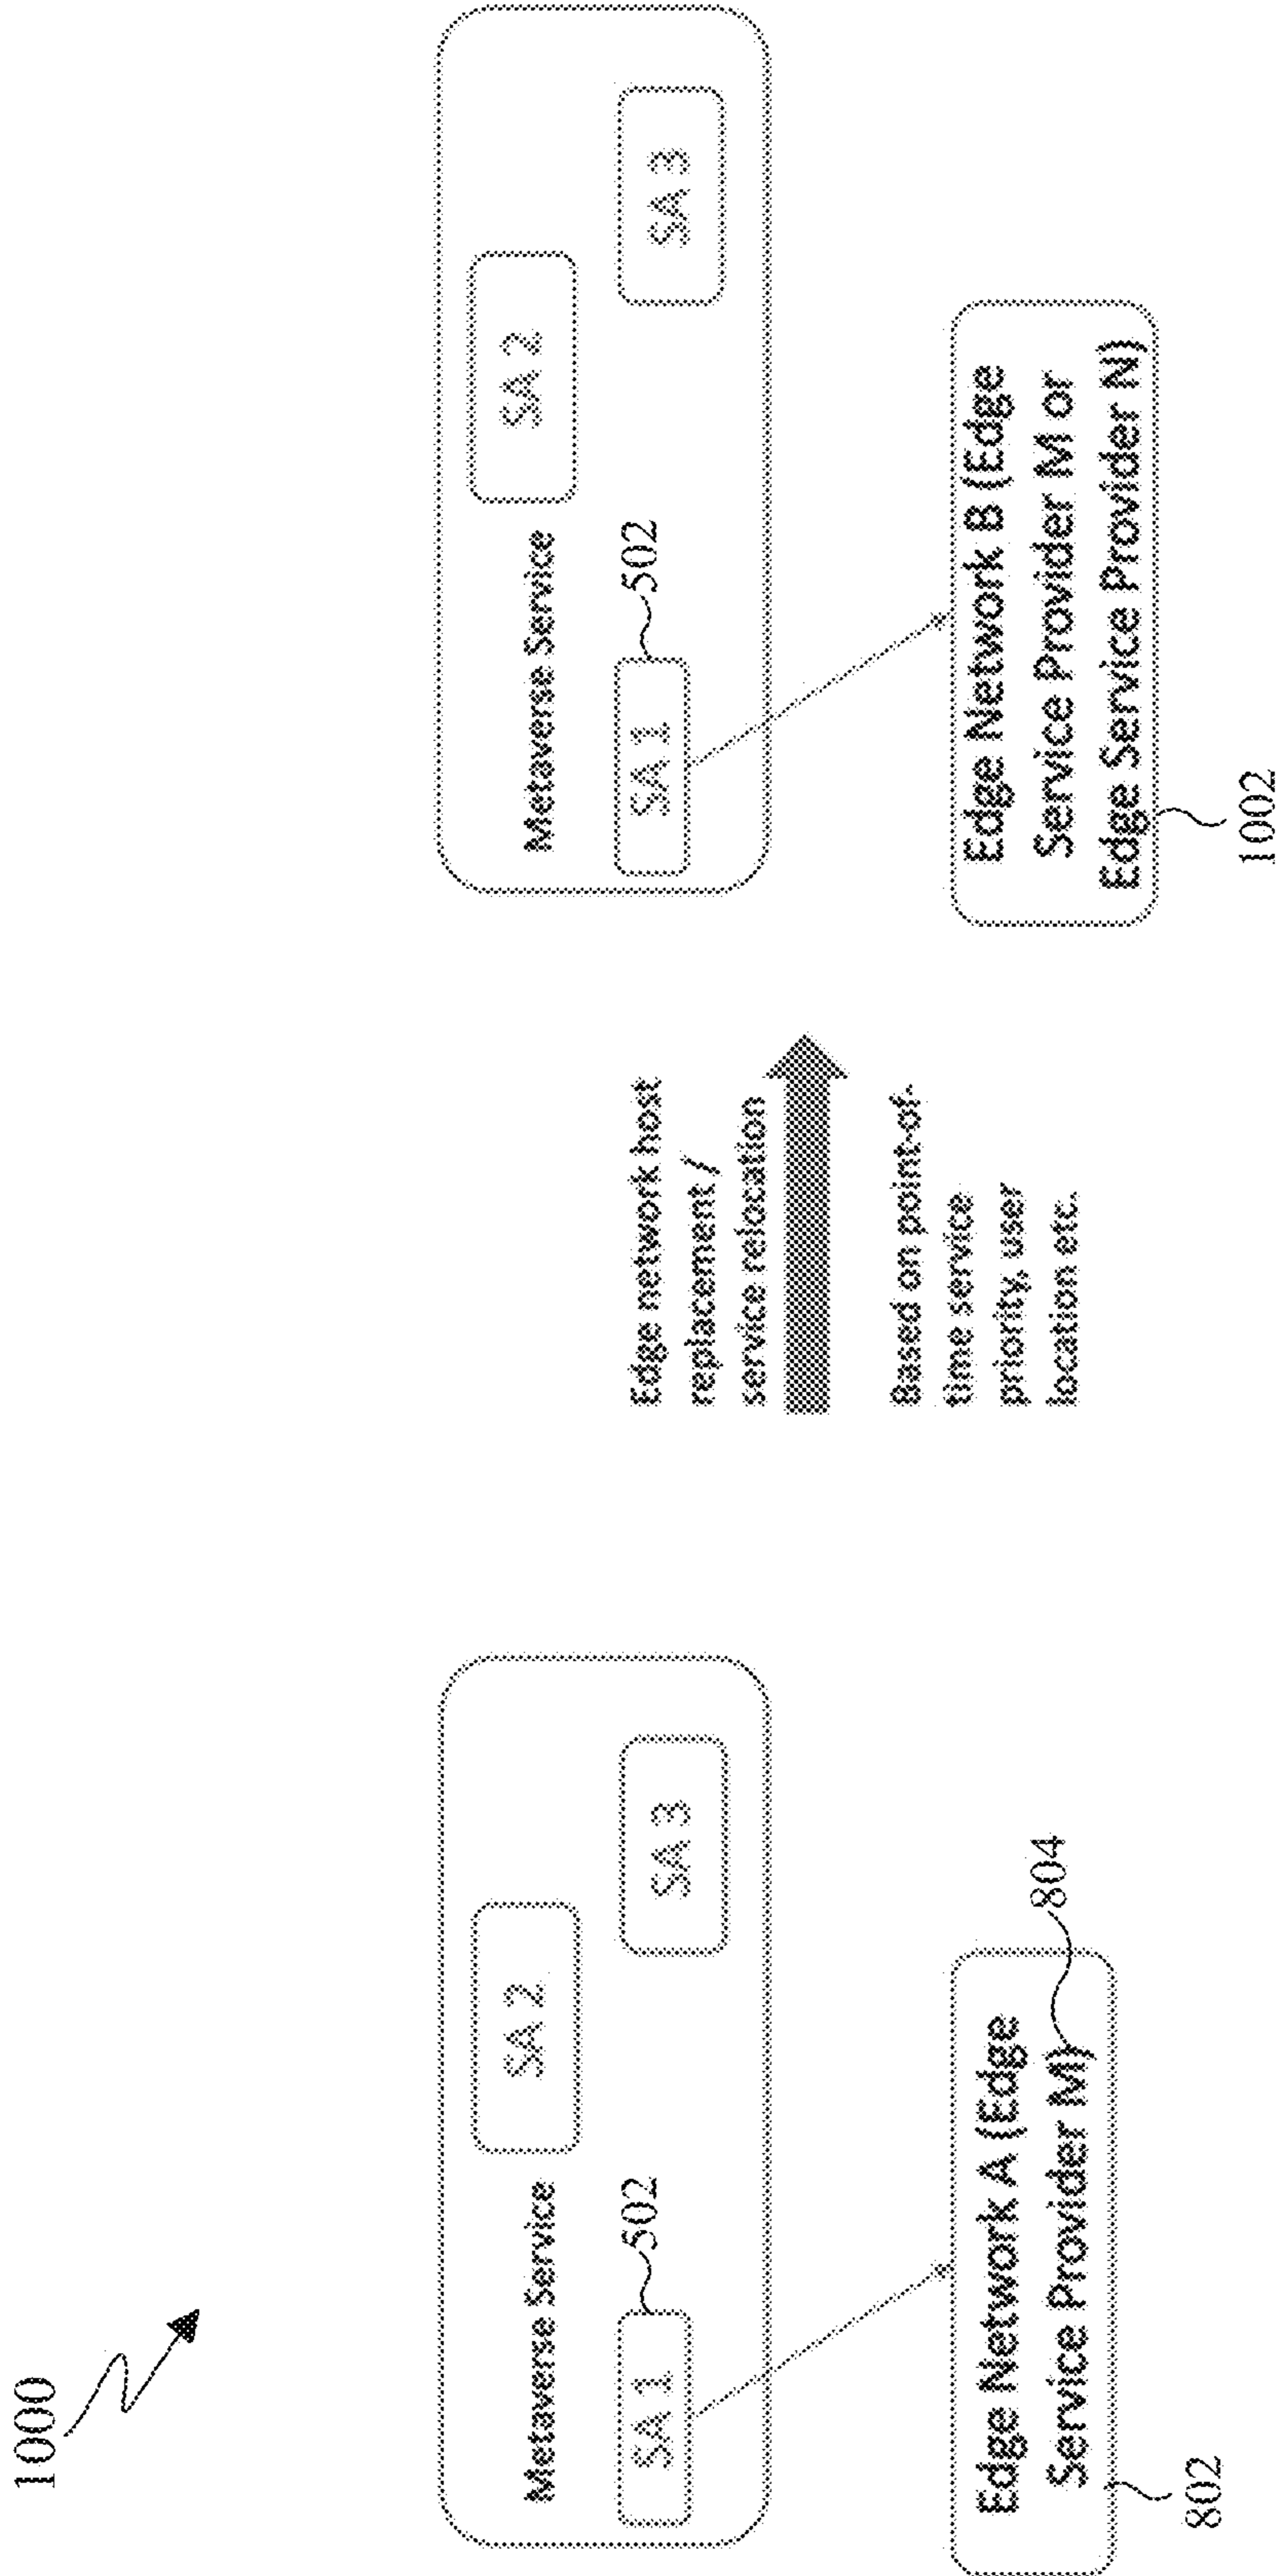 1000
Metaverse Service
SA 2
SA 1
502
SA 3
Edge Network A (Edge
Service Provider M)
804
802
Edge network host
replacement /
service relocation
Based on point-of-
time service
priority, user
location etc.
Metaverse Service
SA 2
SA 1
502
SA 3
Edge Network B (Edge
Service Provider M or
Edge Service Provider N)
1002